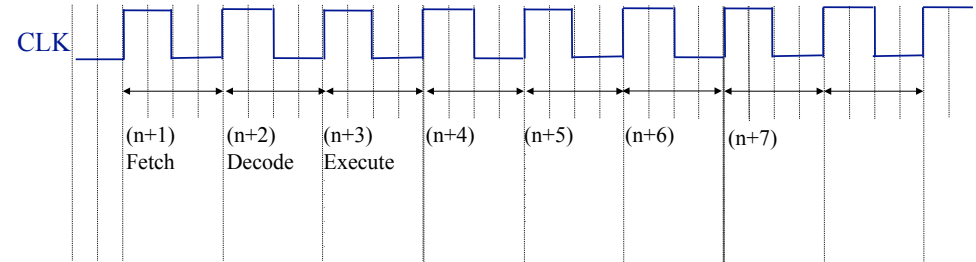 CLK
(n+1) (n+2) (n+3) (n+4) (n+5) (n+6) (n+7)
Fetch Decode Execute